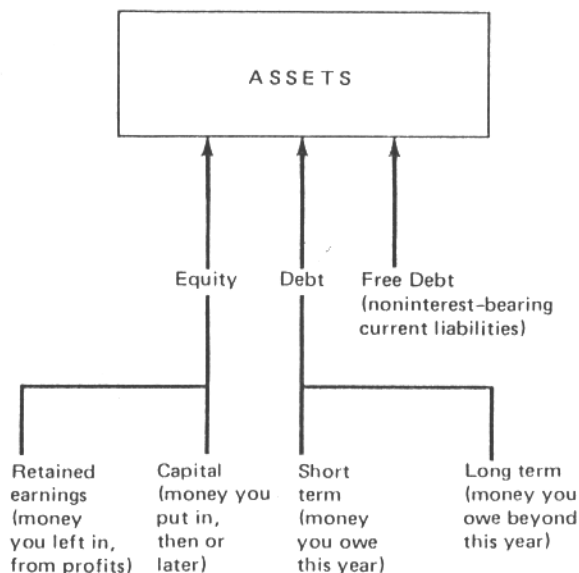 ASSETS
Equity
Debt
Free Debt
(noninterest-bearing
current liabilities)
Retained
earnings
(money
you left in,
from profits)
Capital
(money you
put in,
then or
later)
Short
term
(money
you owe
this year)
Long term
(money you
owe beyond
this year)